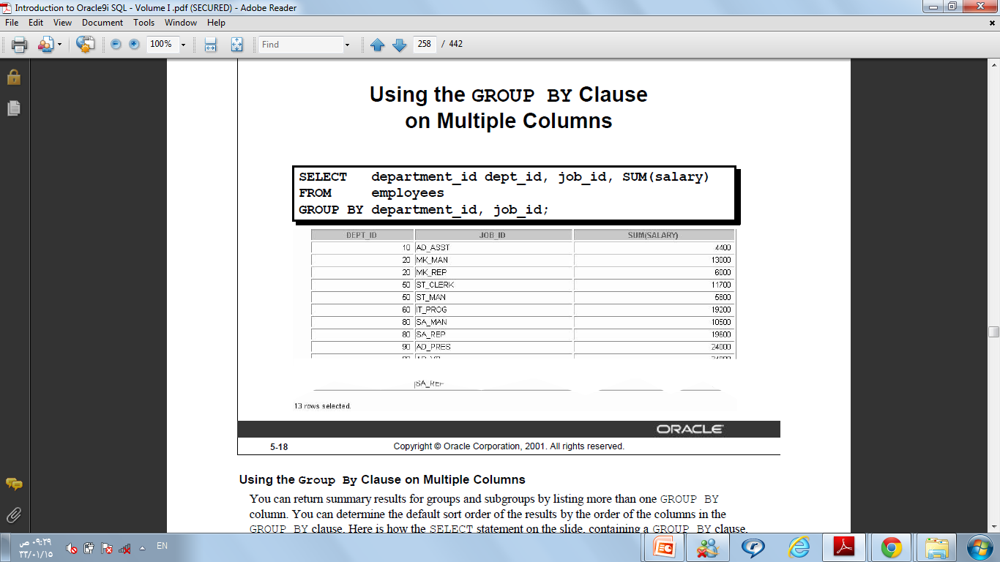 Introduction to Oracle9i SQL - Volume I .pdf (SECURED) - Adobe Reader
File Edit View Document Tools Window Help
100% Find 258 / 442
Using the GROUP BY Clause
on Multiple Columns
SELECT department_id dept_id, job_id, SUM(salary)
FROM employees
GROUP BY department_id, job_id;
DEPT_ID JOB_ID SUM(SALARY)
10 AD_ASST 4400
20 MK_MAN 13000
20 MK_REP 6000
50 ST_CLERK 11700
50 ST_MAN 5800
60 IT_PROG 19200
80 SA_MAN 10500
80 SA_REP 19600
90 AD_PRES 24000
SA_REP
13 rows selected.
ORACLE
5-18 Copyright © Oracle Corporation, 2001. All rights reserved.
Using the Group By Clause on Multiple Columns
You can return summary results for groups and subgroups by listing more than one GROUP BY
column. You can determine the default sort order of the results by the order of the columns in the
GROUP BY clause. Here is how the SELECT statement on the slide, containing a GROUP BY clause,
٠٩:٢٩ ص
٣٣/٠١/١٥
EN